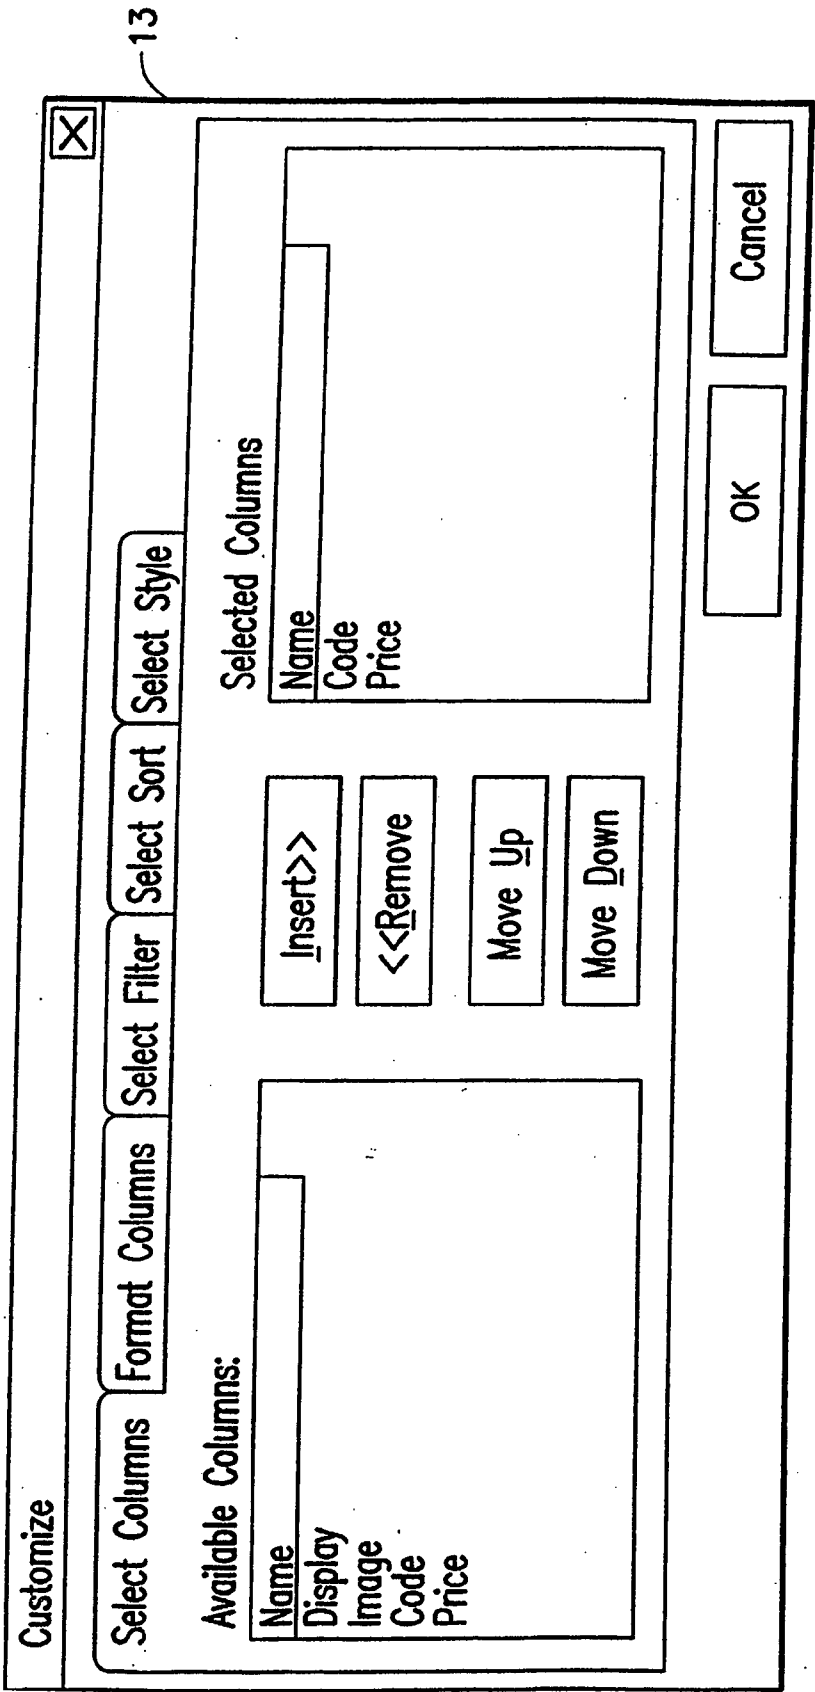 13
Customize
Select Columns Format Columns Select Filter Select Sort Select Style
Available Columns:
Name
Display
Image
Code
Price
Insert>>
<<Remove
Move Up
Move Down
Selected Columns
Name
Code
Price
OK Cancel